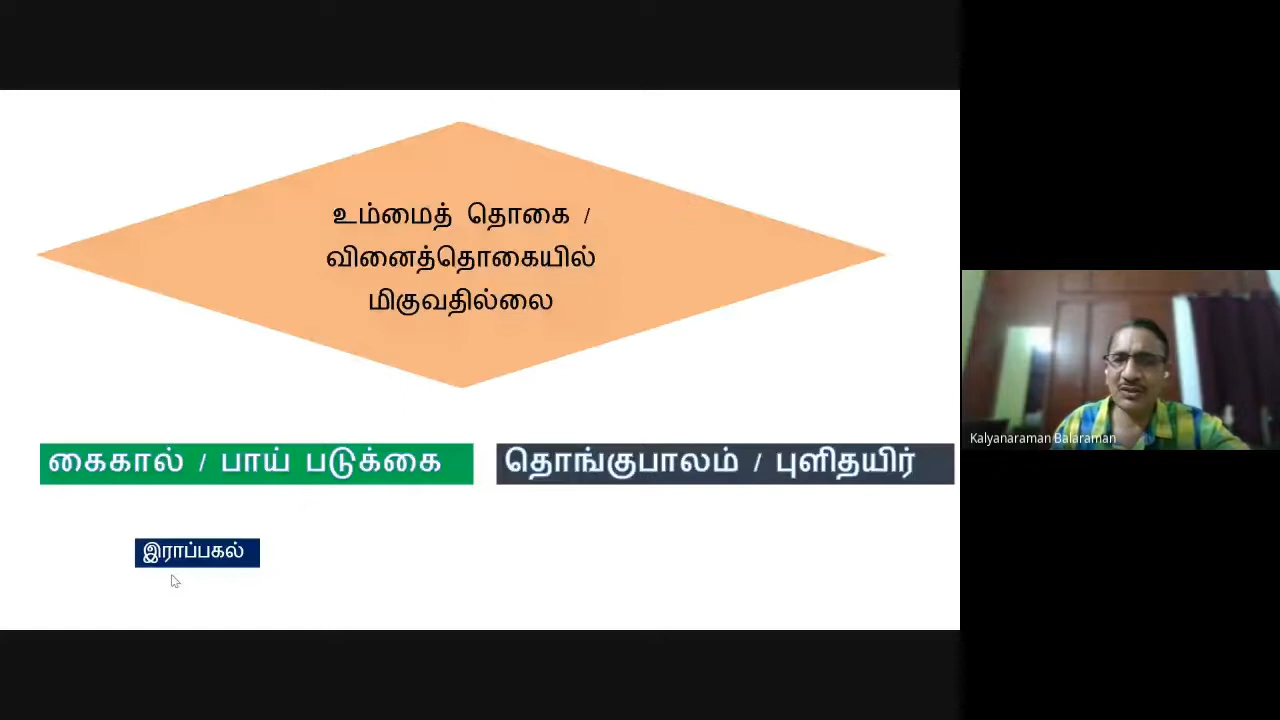 உம்மைத் தொகை /
வினைத்தொகையில்
மிகுவதில்லை
கைகால் / பாய் படுக்கை
தொங்குபாலம் / புளிதயிர்
இராப்பகல்
Kalyanaraman Balaraman